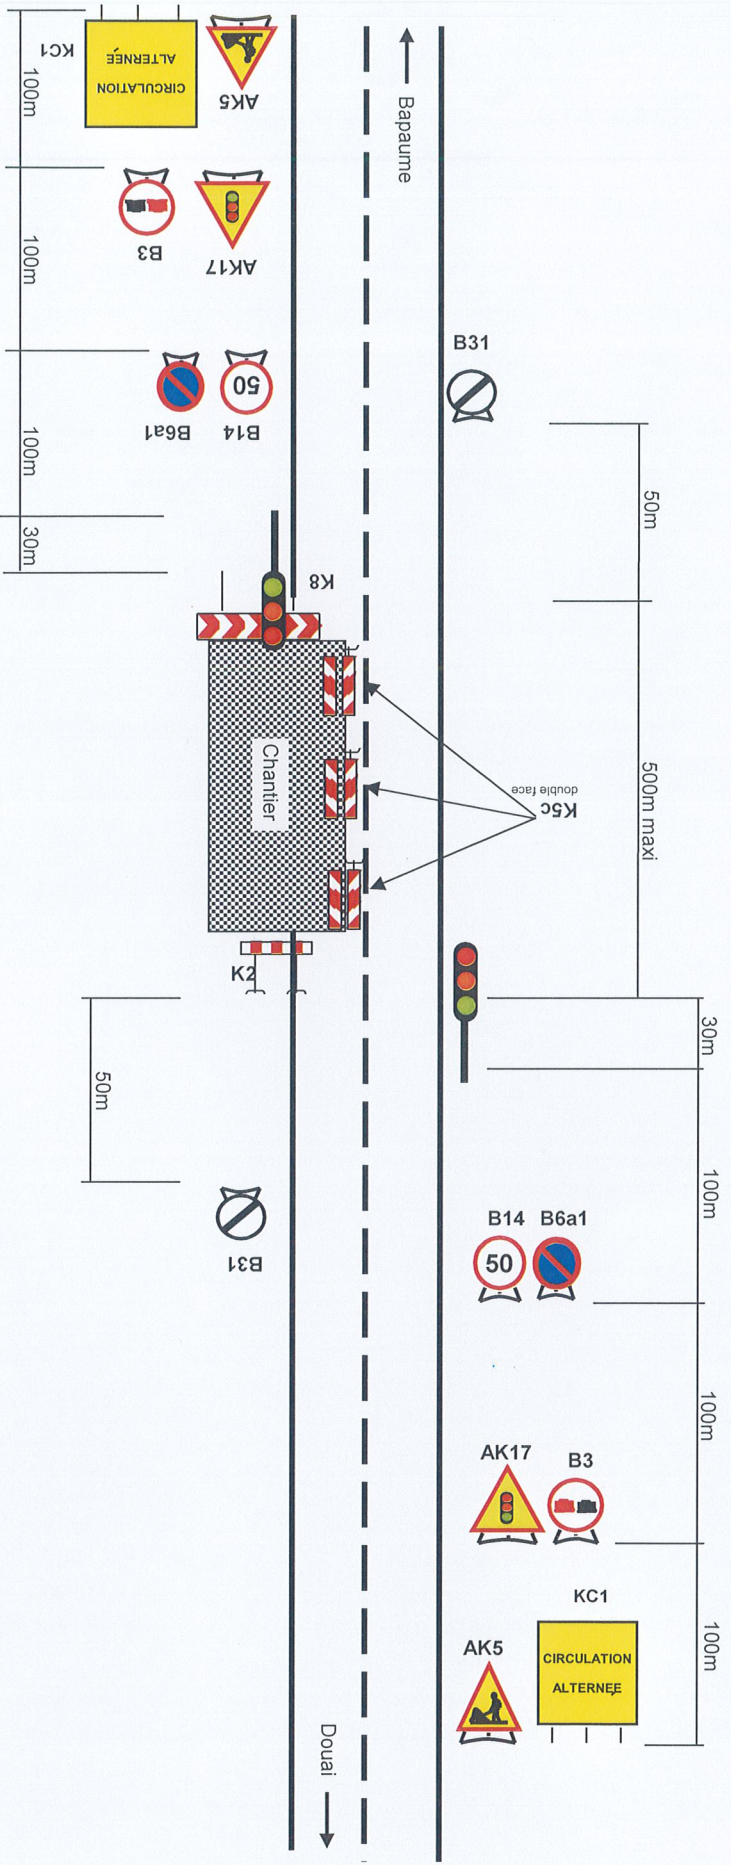 KC1
CIRCULATION
ALTERNÉE
AK5
100m
Bapaume
B3
AK17
100m
B6a1
50
B14
B31
100m
50m
30m
K8
Chantier
K5c
double face
500m maxi
K2
30m
50m
B31
100m
B14
B6a1
50
100m
AK17
B3
KC1
CIRCULATION
ALTERNÉE
AK5
100m
Douai